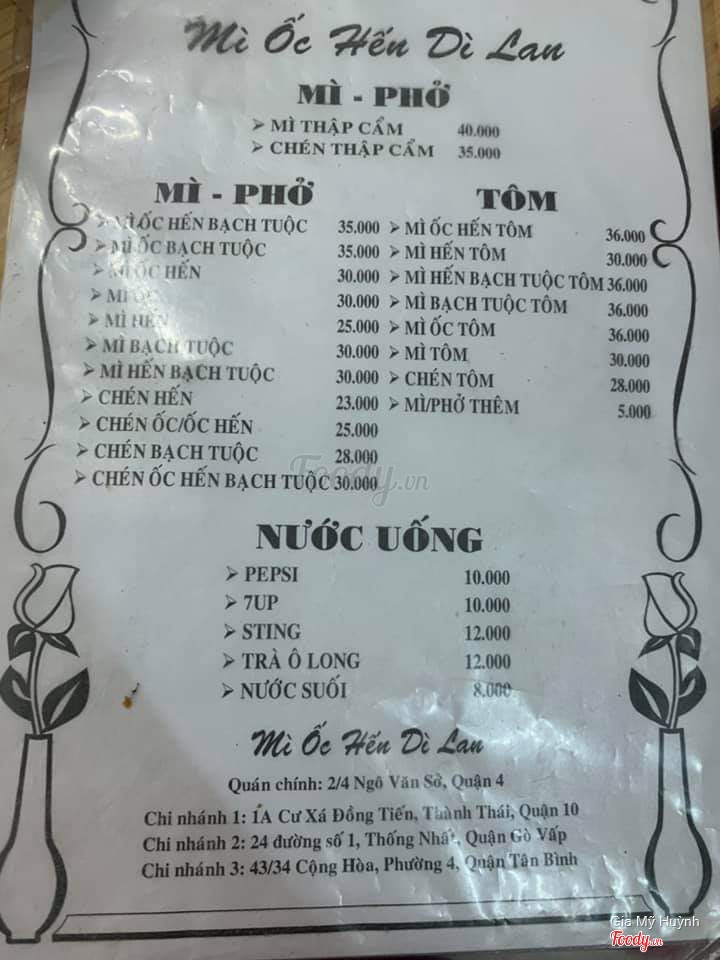 Mì Ốc Hến Dì Lan
MÌ - PHỞ
➢ MÌ THẬP CẨM 40.000
➢ CHÉN THẬP CẨM 35.000
MÌ - PHỞ
➢ MÌ ỐC HẾN BẠCH TUỘC 35.000
➢ MÌ ỐC BẠCH TUỘC 35.000
➢ MÌ ỐC HẾN 30.000
➢ MÌ ỐC 30.000
➢ MÌ HẾN 25.000
➢ MÌ BẠCH TUỘC 30.000
➢ MÌ HẾN BẠCH TUỘC 30.000
➢ CHÉN HẾN 23.000
➢ CHÉN ỐC/ỐC HẾN 25.000
➢ CHÉN BẠCH TUỘC 28.000
➢ CHÉN ỐC HẾN BẠCH TUỘC 30.000
TÔM
➢ MÌ ỐC HẾN TÔM 36.000
➢ MÌ HẾN TÔM 30.000
➢ MÌ HẾN BẠCH TUỘC TÔM 36.000
➢ MÌ BẠCH TUỘC TÔM 36.000
➢ MÌ ỐC TÔM 36.000
➢ MÌ TÔM 30.000
➢ CHÉN TÔM 28.000
➢ MÌ/PHỞ THÊM 5.000
Foody.vn
NƯỚC UỐNG
➢ PEPSI 10.000
➢ 7UP 10.000
➢ STING 12.000
➢ TRÀ Ô LONG 12.000
➢ NƯỚC SUỐI 8.000
Mì Ốc Hến Dì Lan
Quán chính: 2/4 Ngô Văn Sở, Quận 4
Chi nhánh 1: 1A Cư Xá Đồng Tiến, Thành Thái, Quận 10
Chi nhánh 2: 24 đường số 1, Thống Nhất, Quận Gò Vấp
Chi nhánh 3: 43/34 Cộng Hòa, Phường 4, Quận Tân Bình
Gia Mỹ Huỳnh
Foody.vn